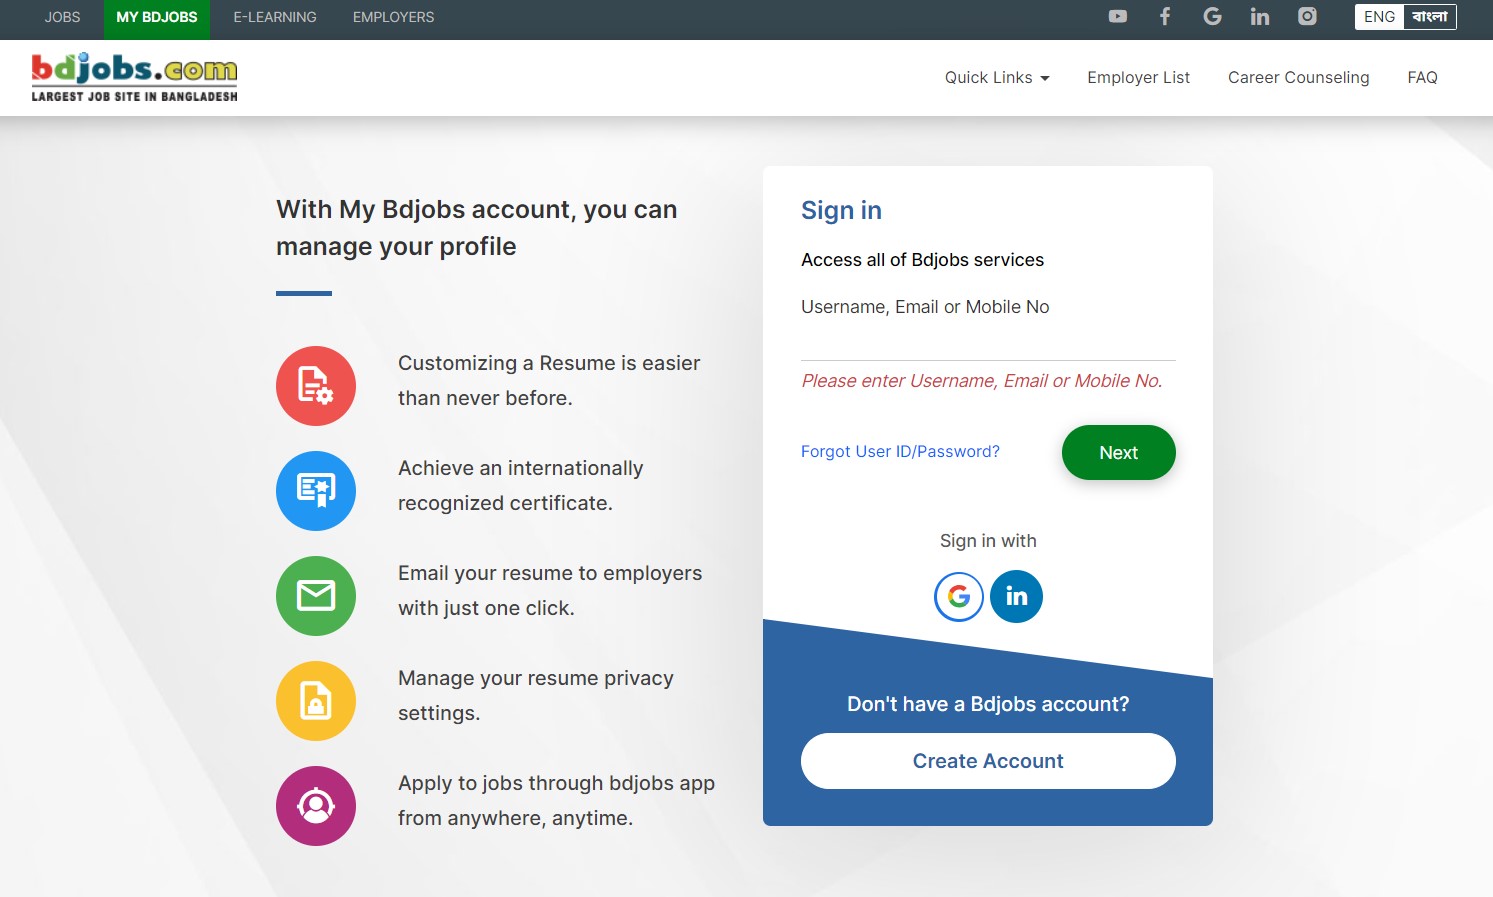 JOBS
MY BDJOBS
E-LEARNING
EMPLOYERS
ENG
বাংলা
bdjobs.com
LARGEST JOB SITE IN BANGLADESH
Quick Links
Employer List
Career Counseling
FAQ
With My Bdjobs account, you can
manage your profile
Customizing a Resume is easier
than never before.
Achieve an internationally
recognized certificate.
Email your resume to employers
with just one click.
Manage your resume privacy
settings.
Apply to jobs through bdjobs app
from anywhere, anytime.
Sign in
Access all of Bdjobs services
Username, Email or Mobile No
Please enter Username, Email or Mobile No.
Forgot User ID/Password?
Next
Sign in with
Don't have a Bdjobs account?
Create Account